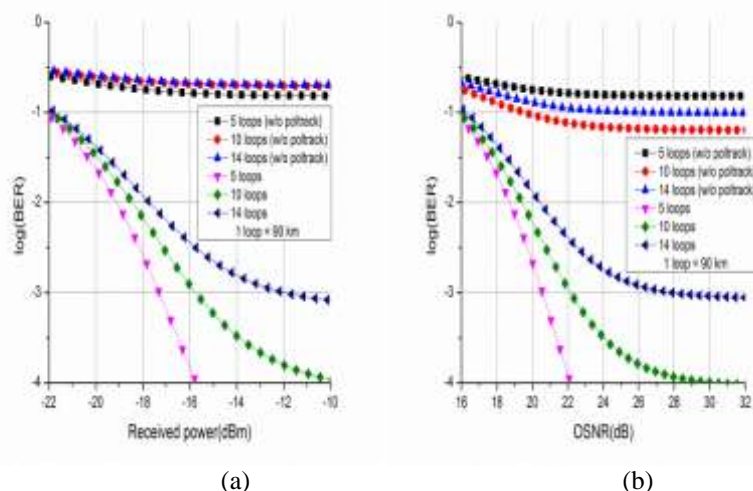 0
-1
-2
-3
-4
log(BER)
5 loops (w/o poltrack)
10 loops (w/o poltrack)
14 loops (w/o poltrack)
5 loops
10 loops
14 loops
1 loop = 90 km
-22 -20 -18 -16 -14 -12 -10
Received power(dBm)
(a)
0
-1
-2
-3
-4
log(BER)
5 loops (w/o poltrack)
10 loops (w/o poltrack)
14 loops (w/o poltrack)
5 loops
10 loops
14 loops
1 loop = 90 km
16 18 20 22 24 26 28 30 32
OSNR(dB)
(b)